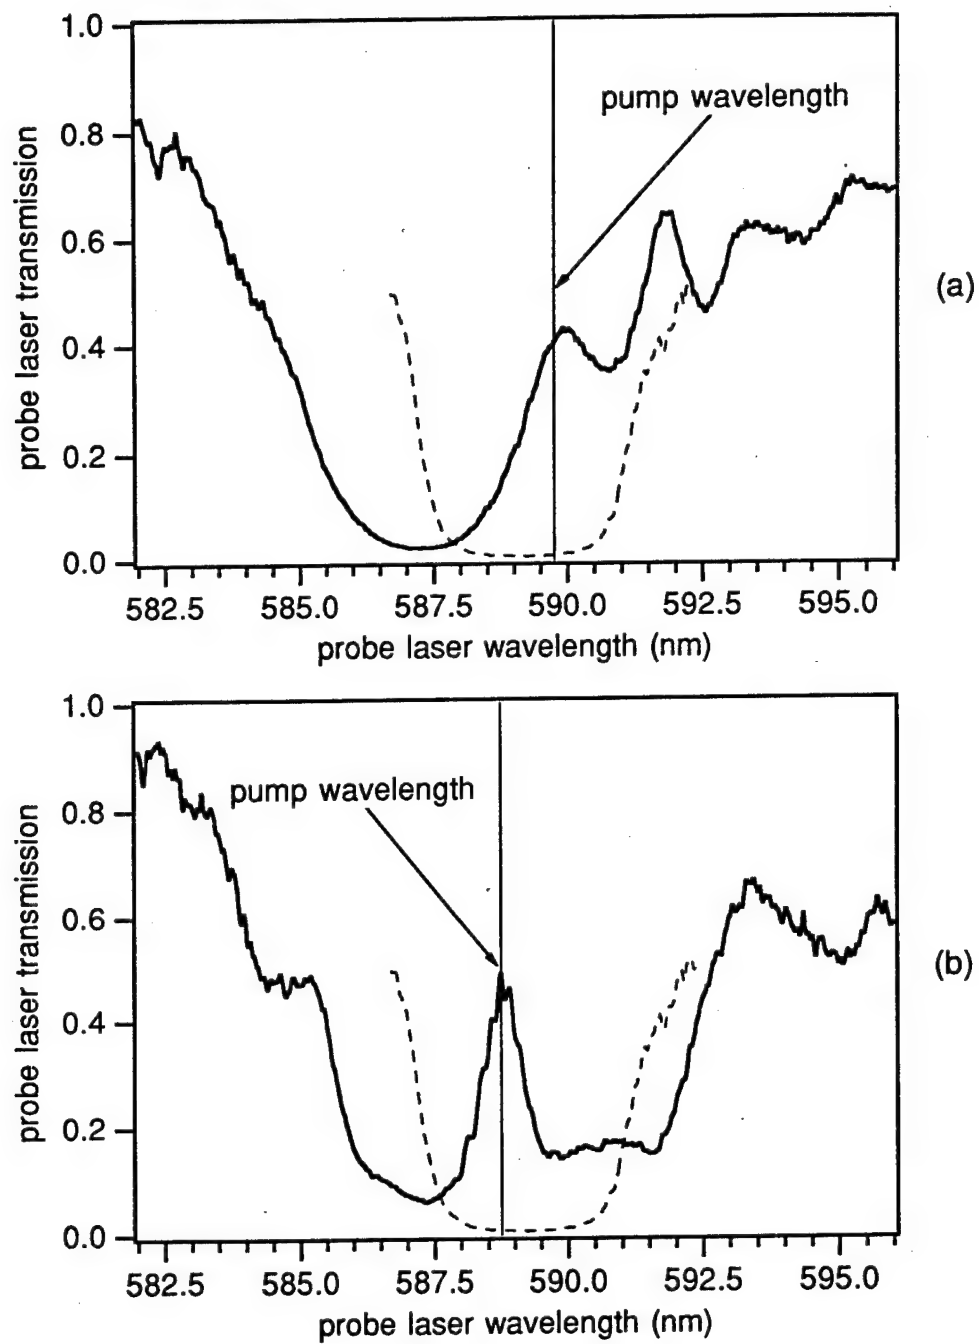 1.0
0.8
0.6
0.4
0.2
0.0
probe laser transmission
pump wavelength
(a)
582.5 585.0 587.5 590.0 592.5 595.0
probe laser wavelength (nm)
1.0
0.8
0.6
0.4
0.2
0.0
probe laser transmission
pump wavelength
(b)
582.5 585.0 587.5 590.0 592.5 595.0
probe laser wavelength (nm)